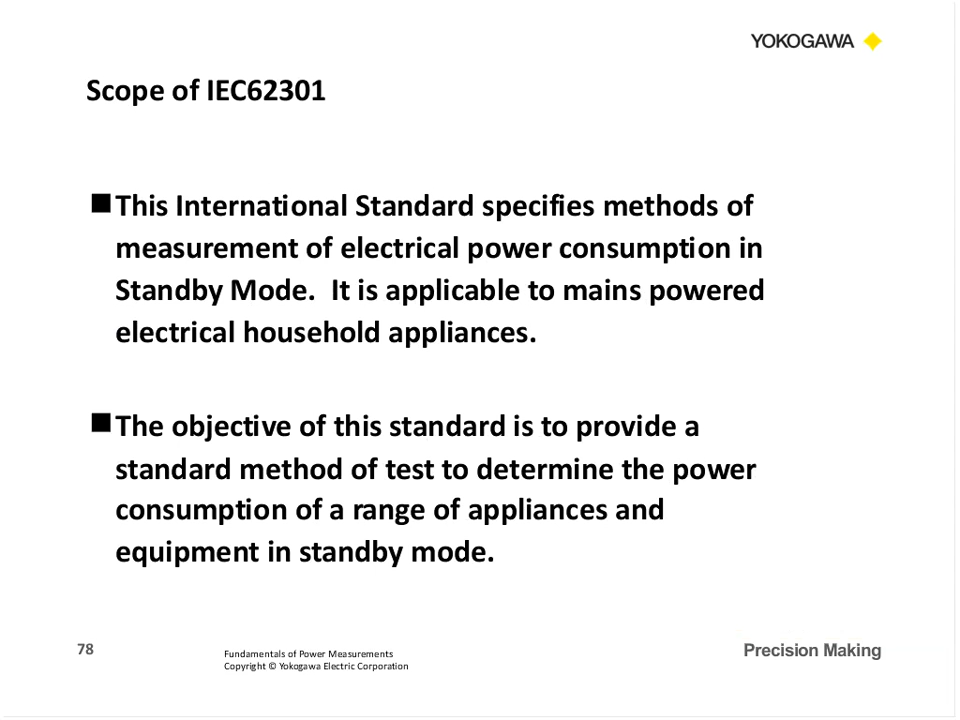 YOKOGAWA
Scope of IEC62301
This International Standard specifies methods of
measurement of electrical power consumption in
Standby Mode.  It is applicable to mains powered
electrical household appliances.
The objective of this standard is to provide a
standard method of test to determine the power
consumption of a range of appliances and
equipment in standby mode.
78
Fundamentals of Power Measurements
Copyright © Yokogawa Electric Corporation
Precision Making